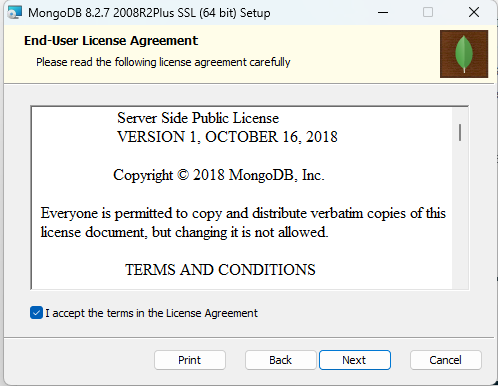 MongoDB 8.2.7 2008R2Plus SSL (64 bit) Setup
End-User License Agreement
Please read the following license agreement carefully
Server Side Public License
VERSION 1, OCTOBER 16, 2018
Copyright © 2018 MongoDB, Inc.
Everyone is permitted to copy and distribute verbatim copies of this
license document, but changing it is not allowed.
TERMS AND CONDITIONS
I accept the terms in the License Agreement
Print
Back
Next
Cancel